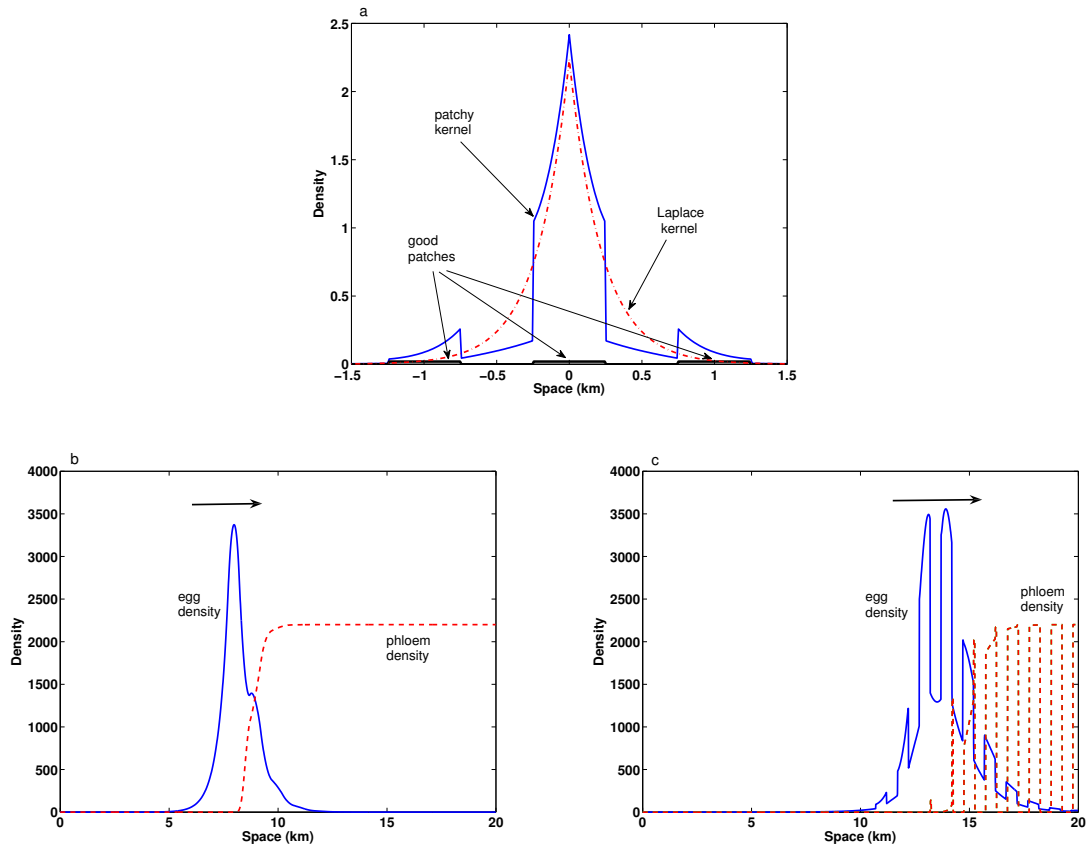 a
2.5
2
1.5
1
0.5
0
Density
patchy
kernel
Laplace
kernel
good
patches
−1.5 −1 −0.5 0 0.5 1 1.5
Space (km)
b
4000
3500
3000
2500
2000
1500
1000
500
0
Density
egg
density
phloem
density
0 5 10 15 20
Space (km)
c
4000
3500
3000
2500
2000
1500
1000
500
0
Density
egg
density
phloem
density
0 5 10 15 20
Space (km)